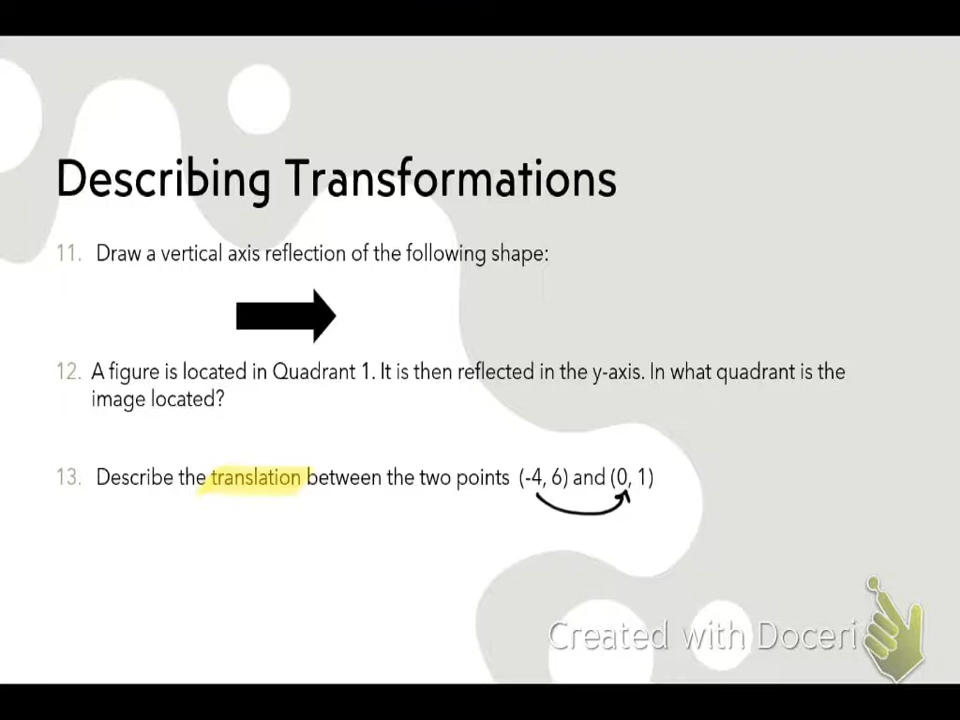 Describing Transformations
11. Draw a vertical axis reflection of the following shape:
12. A figure is located in Quadrant 1. It is then reflected in the y-axis. In what quadrant is the
image located?
13. Describe the translation between the two points (-4, 6) and (0, 1)
Created with Doceri